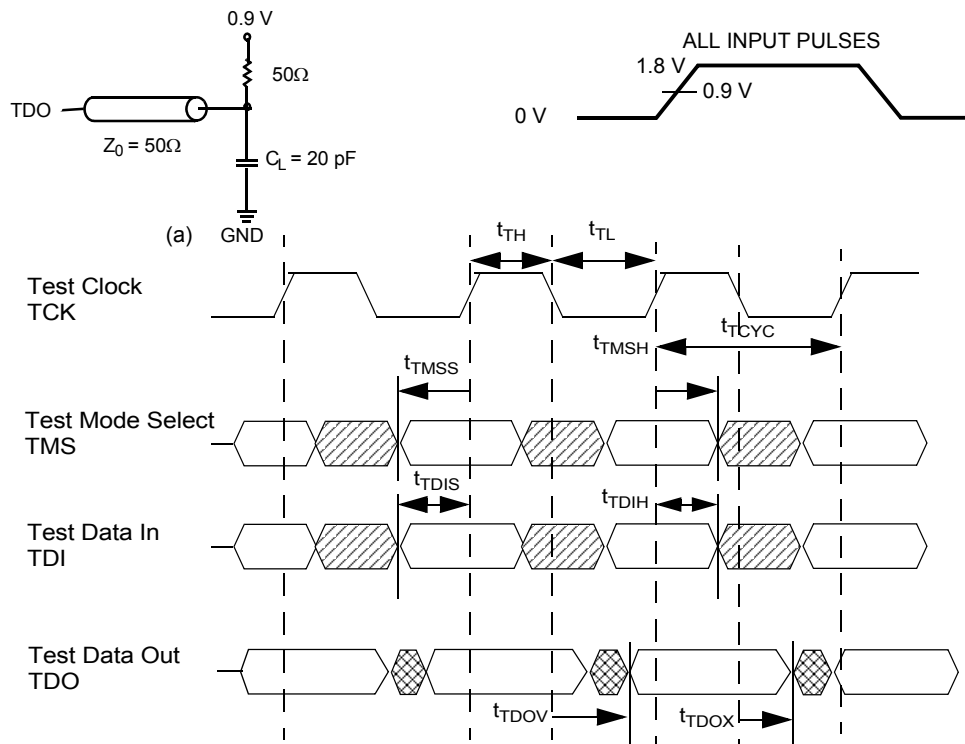 0.9 V
50Ω
TDO
Z0 = 50Ω
CL = 20 pF
(a) GND
ALL INPUT PULSES
1.8 V
0.9 V
0 V
tTH
tTL
Test Clock
TCK
tTCYC
tTMSH
tTMSS
Test Mode Select
TMS
tTDIS
tTDIH
Test Data In
TDI
Test Data Out
TDO
tTDOV
tTDOX